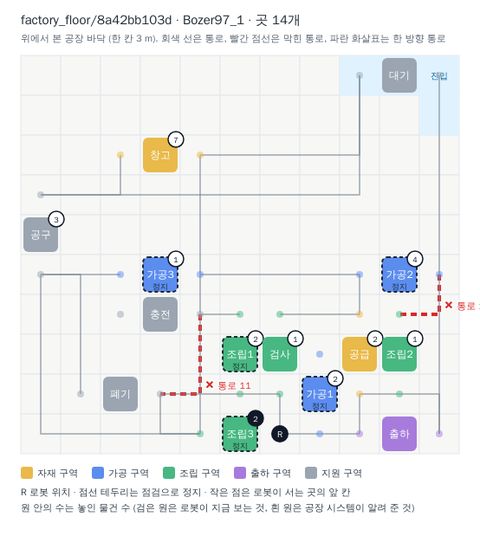 factory_floor/8a42bb103d · Bozer97_1 · 곳 14개
위에서 본 공장 바닥 (한 칸 3 m). 회색 선은 통로, 빨간 점선은 막힌 통로, 파란 화살표는 한 방향 통로
대기
7
창고
3
공구
1
가공3
정지
4
가공2
정지
충전
✖ 통로
2
조립1
정지
1
검사
2
공급
1
조립2
✖ 통로 11
폐기
2
가공1
정지
2
조립3
정지
R
출하
자재 구역
가공 구역
조립 구역
출하 구역
지원 구역
R 로봇 위치 · 점선 테두리는 점검으로 정지 · 작은 점은 로봇이 서는 곳의 앞 칸
원 안의 수는 놓인 물건 수 (검은 원은 로봇이 지금 보는 것, 흰 원은 공장 시스템이 알려 준 것)